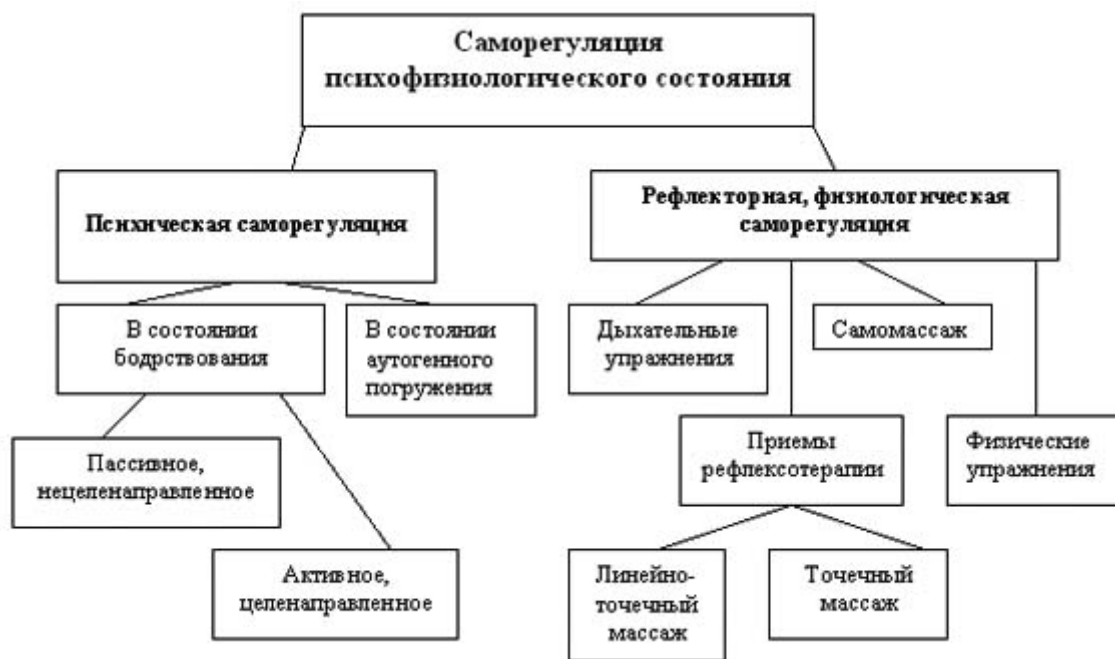 Саморегуляция
психофизиологического состояния
Психическая саморегуляция
Рефлекторная, физиологическая
саморегуляция
В состоянии
бодрствования
В состоянии
аутогенного
погружения
Дыхательные
упражнения
Самомассаж
Пассивное,
нецеленаправленное
Приемы
рефлексотерапии
Физические
упражнения
Активное,
целенаправленное
Линейно-
точечный
массаж
Точечный
массаж